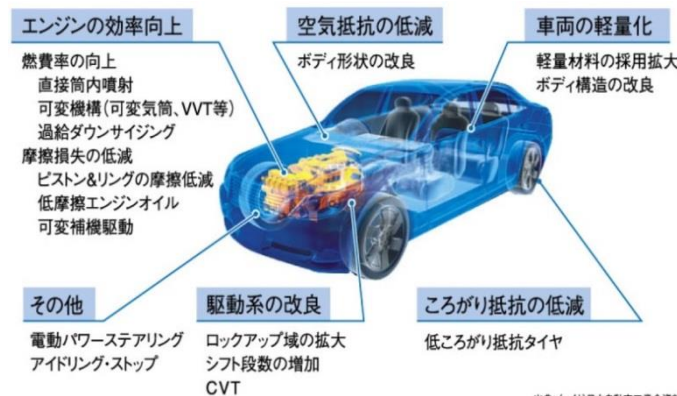 エンジンの効率向上
燃費率の向上
直接筒内噴射
可変機構(可変気筒、VVT等)
過給ダウンサイジング
摩擦損失の低減
ピストン&リングの摩擦低減
低摩擦エンジンオイル
可変補機駆動
空気抵抗の低減
ボディ形状の改良
車両の軽量化
軽量材料の採用拡大
ボディ構造の改良
その他
電動パワーステアリング
アイドリング・ストップ
駆動系の改良
ロックアップ域の拡大
シフト段数の増加
CVT
ころがり抵抗の低減
低ころがり抵抗タイヤ